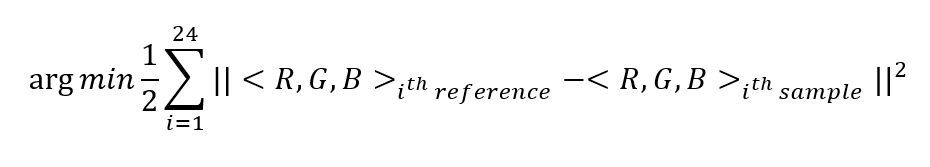 arg min 1/2 ∑_{i=1}^{24} || < R, G, B >_{i^{th} reference} − < R, G, B >_{i^{th} sample} ||^2